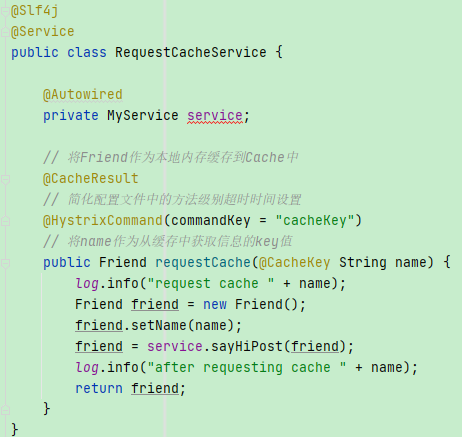 @Slf4j
@Service
public class RequestCacheService {
@Autowired
private MyService service;
// 将Friend作为本地内存缓存到Cache中
@CacheResult
// 简化配置文件中的方法级别超时时间设置
@HystrixCommand(commandKey = "cacheKey")
// 将name作为从缓存中获取信息的key值
public Friend requestCache(@CacheKey String name) {
log.info("request cache " + name);
Friend friend = new Friend();
friend.setName(name);
friend = service.sayHiPost(friend);
log.info("after requesting cache " + name);
return friend;
}
}